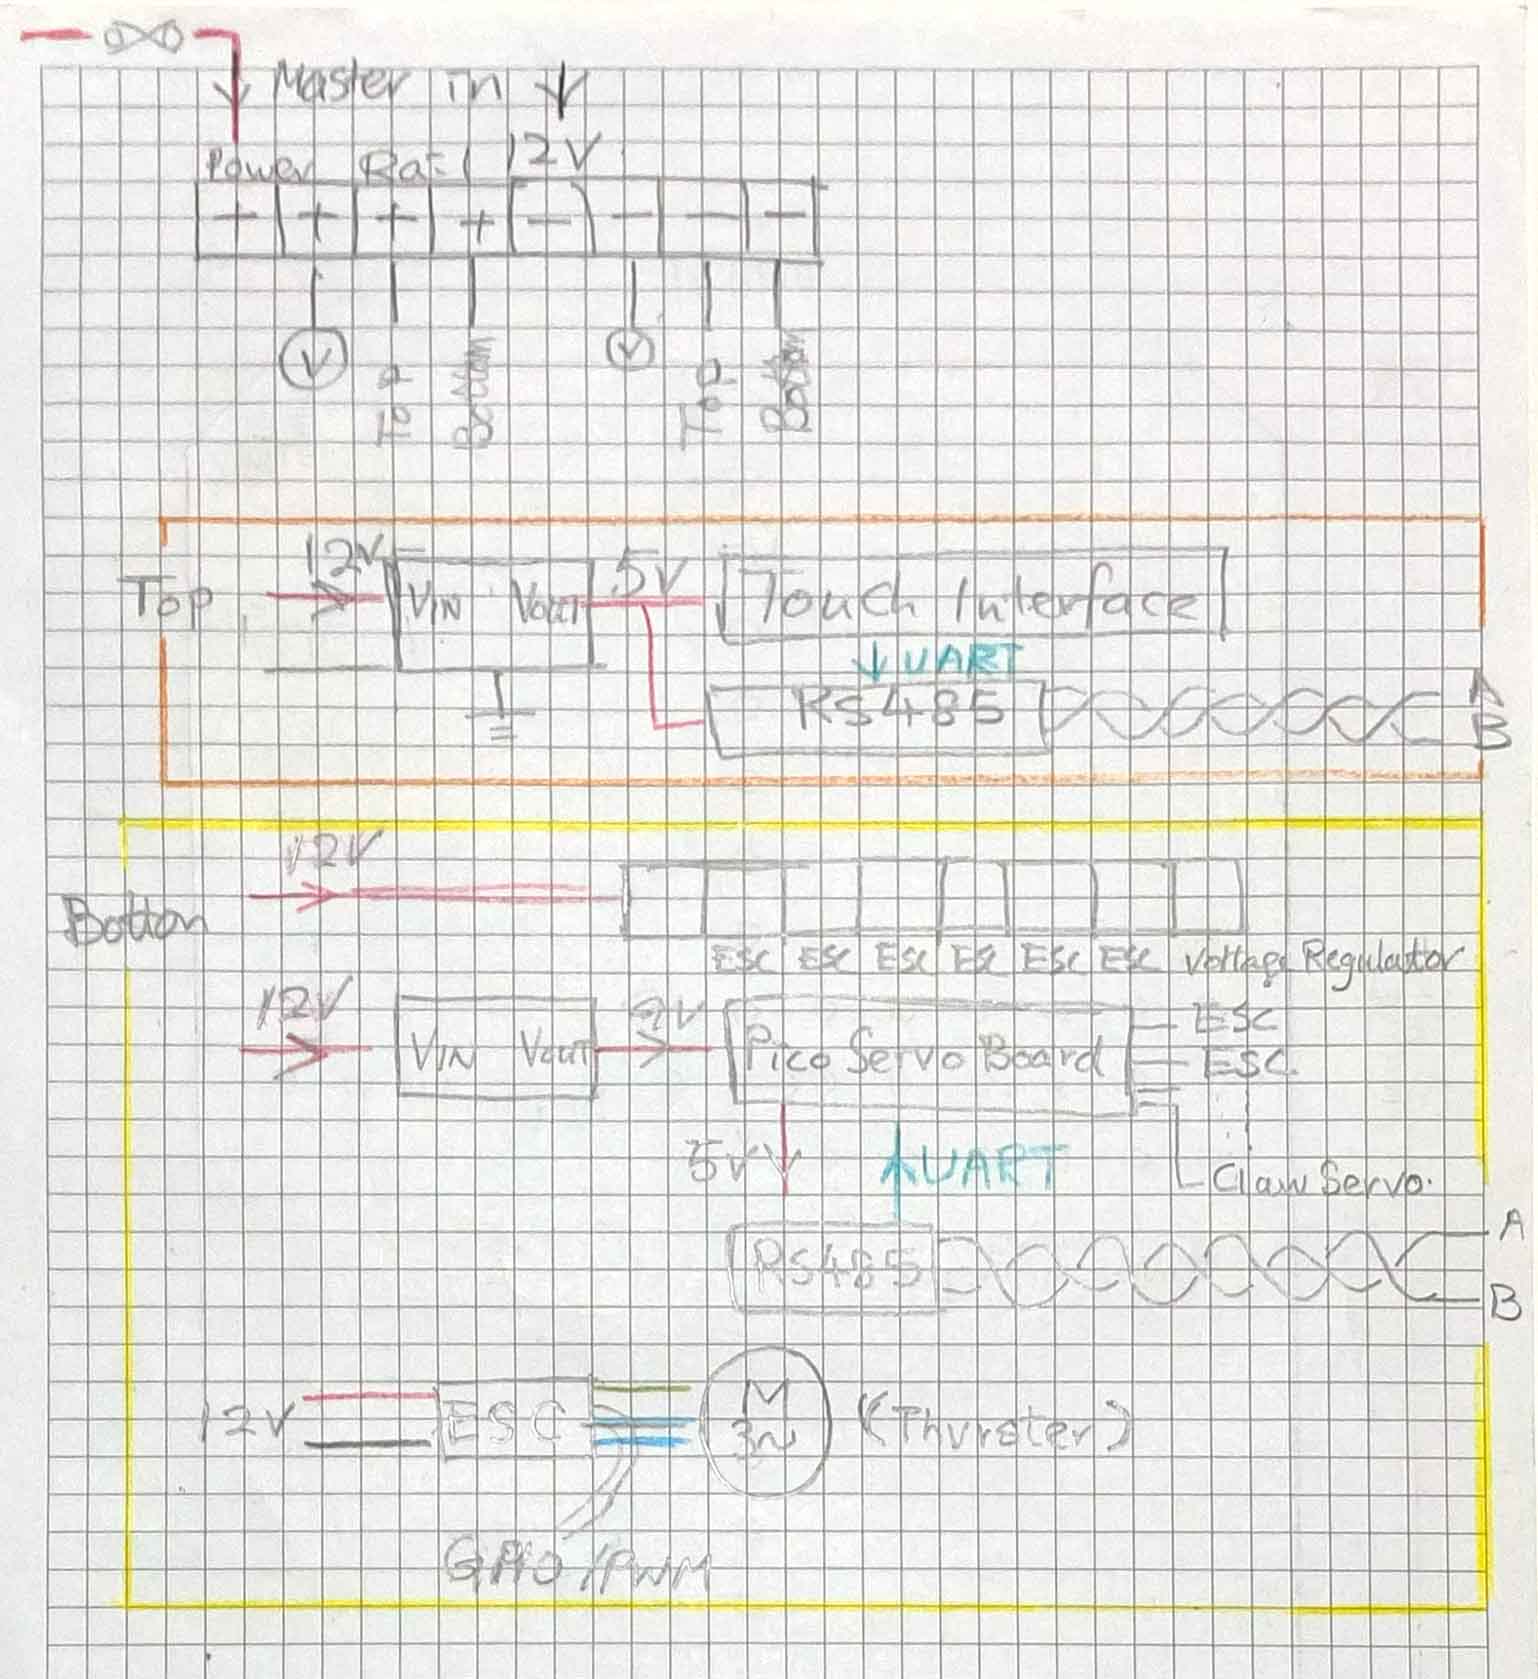 Master in
Power Rail 12V
+ + + + − − − −
V V
Top Bottom Top Bottom
12V 5V
Top VIN Vout Touch Interface
↓ UART
RS485 A
B
12V
Botton
ESC ESC ESC ESC ESC ESC Voltage Regulator
12V
VIN Vout Pico Servo Board ESC
ESC
5V UART
Claw Servo.
RS485 A
B
12V ESC M
3~ (Thurster)
GPIO/PWM